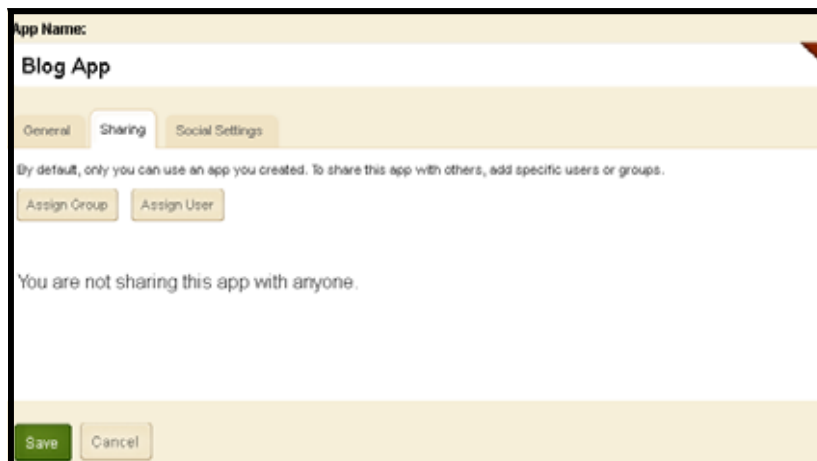 App Name:
Blog App
General Sharing Social Settings
By default, only you can use an app you created. To share this app with others, add specific users or groups.
Assign Group Assign User
You are not sharing this app with anyone.
Save Cancel